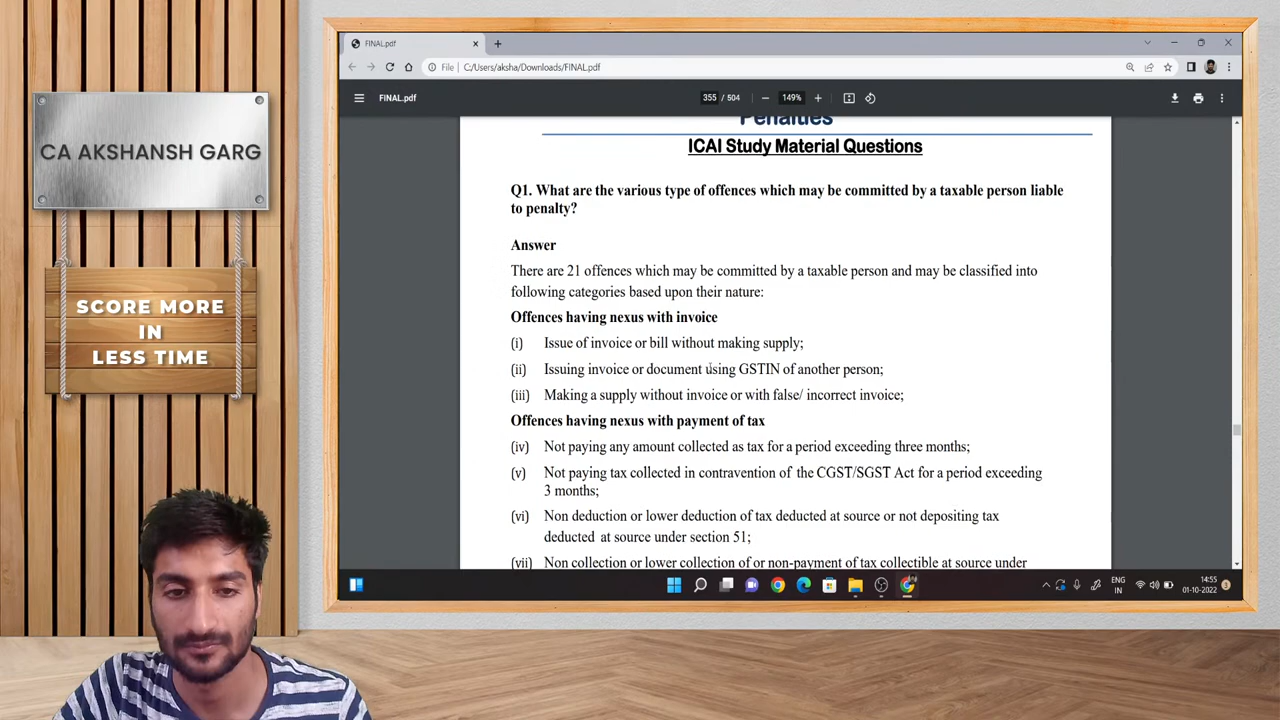 CA AKSHANSH GARG
SCORE MORE
IN
LESS TIME
FINAL.pdf
File
C:/Users/aksha/Downloads/FINAL.pdf
FINAL.pdf
355 / 504
149%
Penalties
ICAI Study Material Questions
Q1. What are the various type of offences which may be committed by a taxable person liable
to penalty?
Answer
There are 21 offences which may be committed by a taxable person and may be classified into
following categories based upon their nature:
Offences having nexus with invoice
(i) Issue of invoice or bill without making supply;
(ii) Issuing invoice or document using GSTIN of another person;
(iii) Making a supply without invoice or with false/ incorrect invoice;
Offences having nexus with payment of tax
(iv) Not paying any amount collected as tax for a period exceeding three months;
(v) Not paying tax collected in contravention of the CGST/SGST Act for a period exceeding
3 months;
(vi) Non deduction or lower deduction of tax deducted at source or not depositing tax
deducted at source under section 51;
(vii) Non collection or lower collection of or non-payment of tax collectible at source under
ENG
IN
14:55
01-10-2022